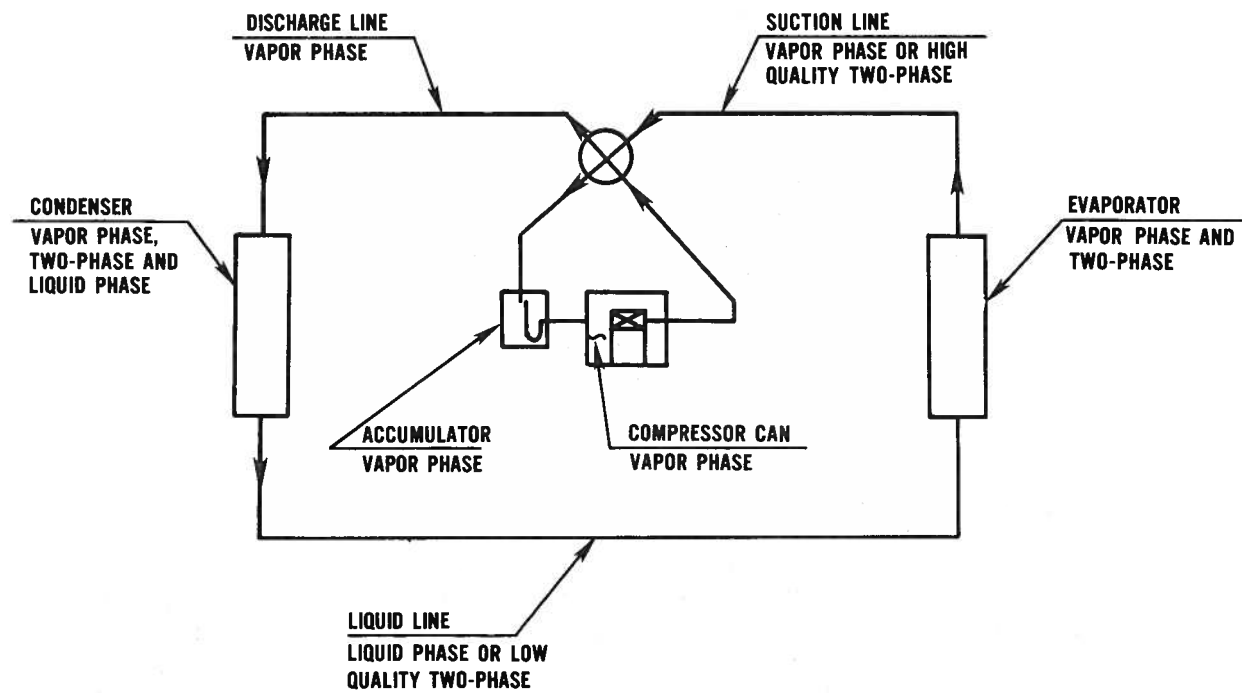 DISCHARGE LINE
VAPOR PHASE
SUCTION LINE
VAPOR PHASE OR HIGH
QUALITY TWO-PHASE
CONDENSER
VAPOR PHASE,
TWO-PHASE AND
LIQUID PHASE
EVAPORATOR
VAPOR PHASE AND
TWO-PHASE
ACCUMULATOR
VAPOR PHASE
COMPRESSOR CAN
VAPOR PHASE
LIQUID LINE
LIQUID PHASE OR LOW
QUALITY TWO-PHASE